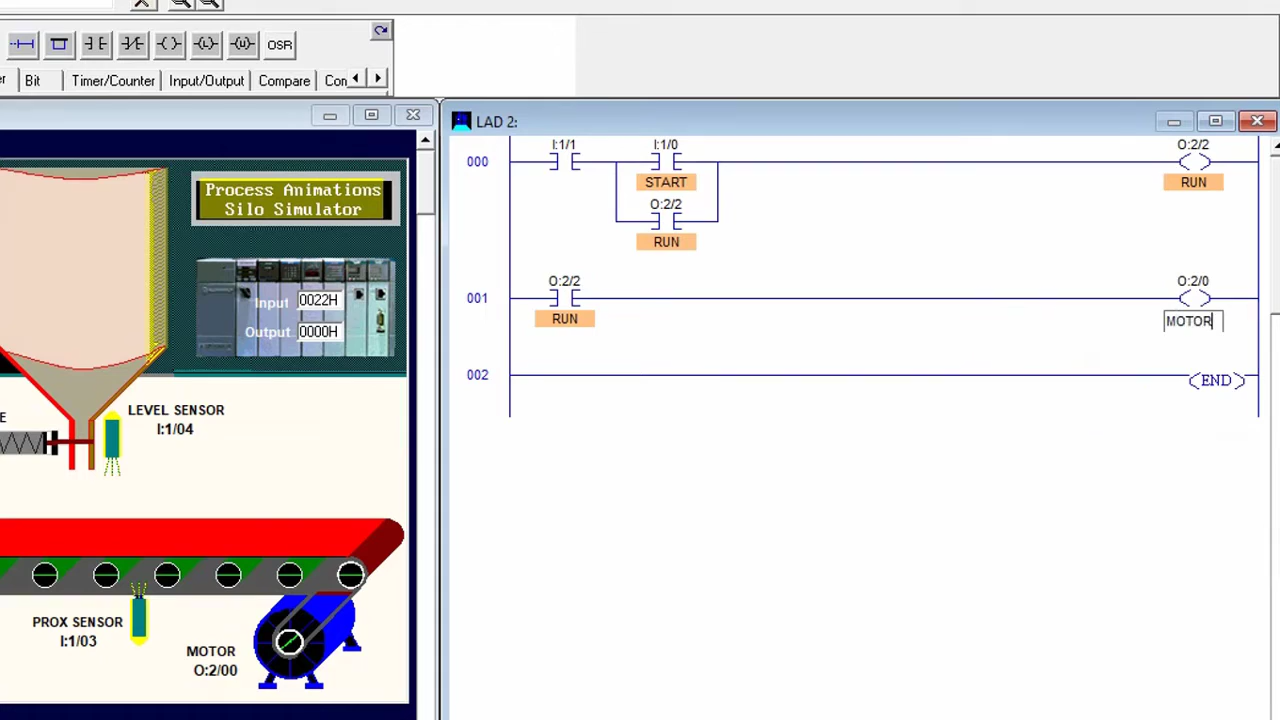 OSR
Bit
Timer/Counter
Input/Output
Compare
Con
LAD 2:
Process Animations
Silo Simulator
Input 0022H
Output 0000H
LEVEL SENSOR
I:1/04
E
PROX SENSOR
I:1/03
MOTOR
O:2/00
000
I:1/1
I:1/0
START
O:2/2
RUN
O:2/2
RUN
001
O:2/2
RUN
O:2/0
MOTOR
002
END